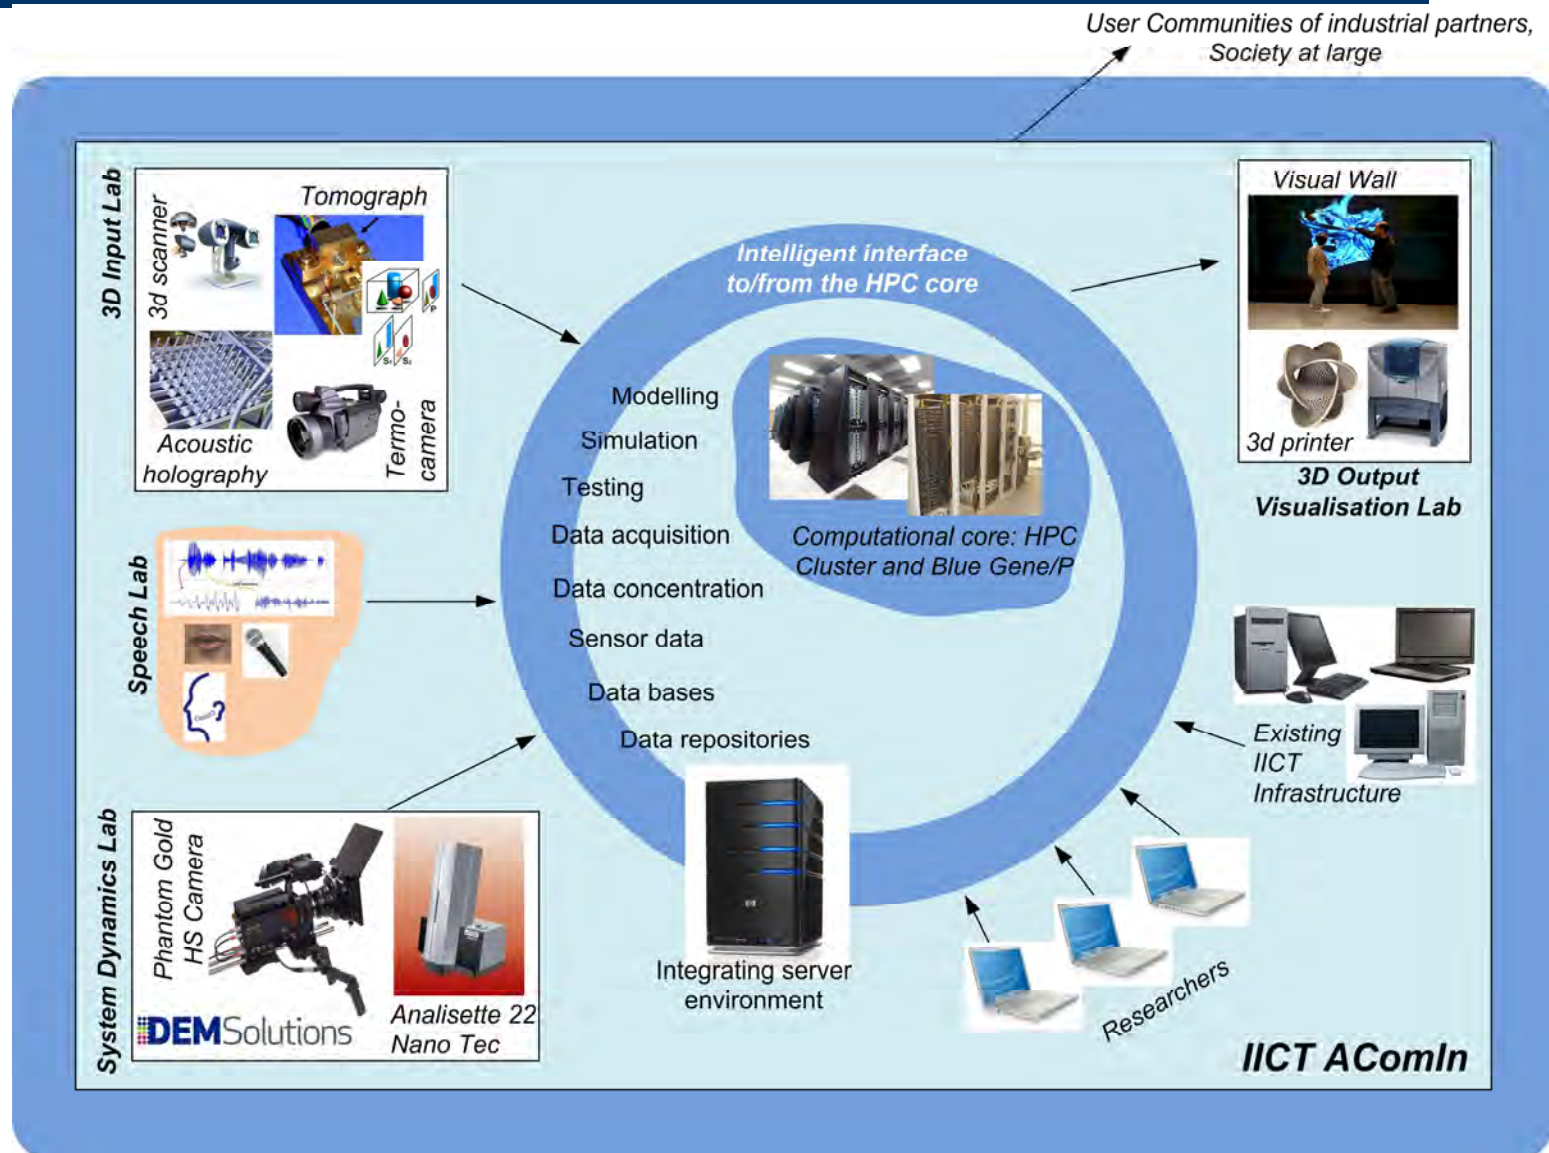 User Communities of industrial partners,
Society at large
3D Input Lab
3d scanner
Tomograph
P
S1 S2
Acoustic
holography
Termo-
camera
Intelligent interface
to/from the HPC core
Modelling
Simulation
Testing
Data acquisition
Data concentration
Sensor data
Data bases
Data repositories
Computational core: HPC
Cluster and Blue Gene/P
Visual Wall
3d printer
3D Output
Visualisation Lab
Speech Lab
Existing
IICT
Infrastructure
System Dynamics Lab
Phantom Gold
HS Camera
DEMSolutions
Analisette 22
Nano Tec
hp
Integrating server
environment
Researchers
IICT AComIn